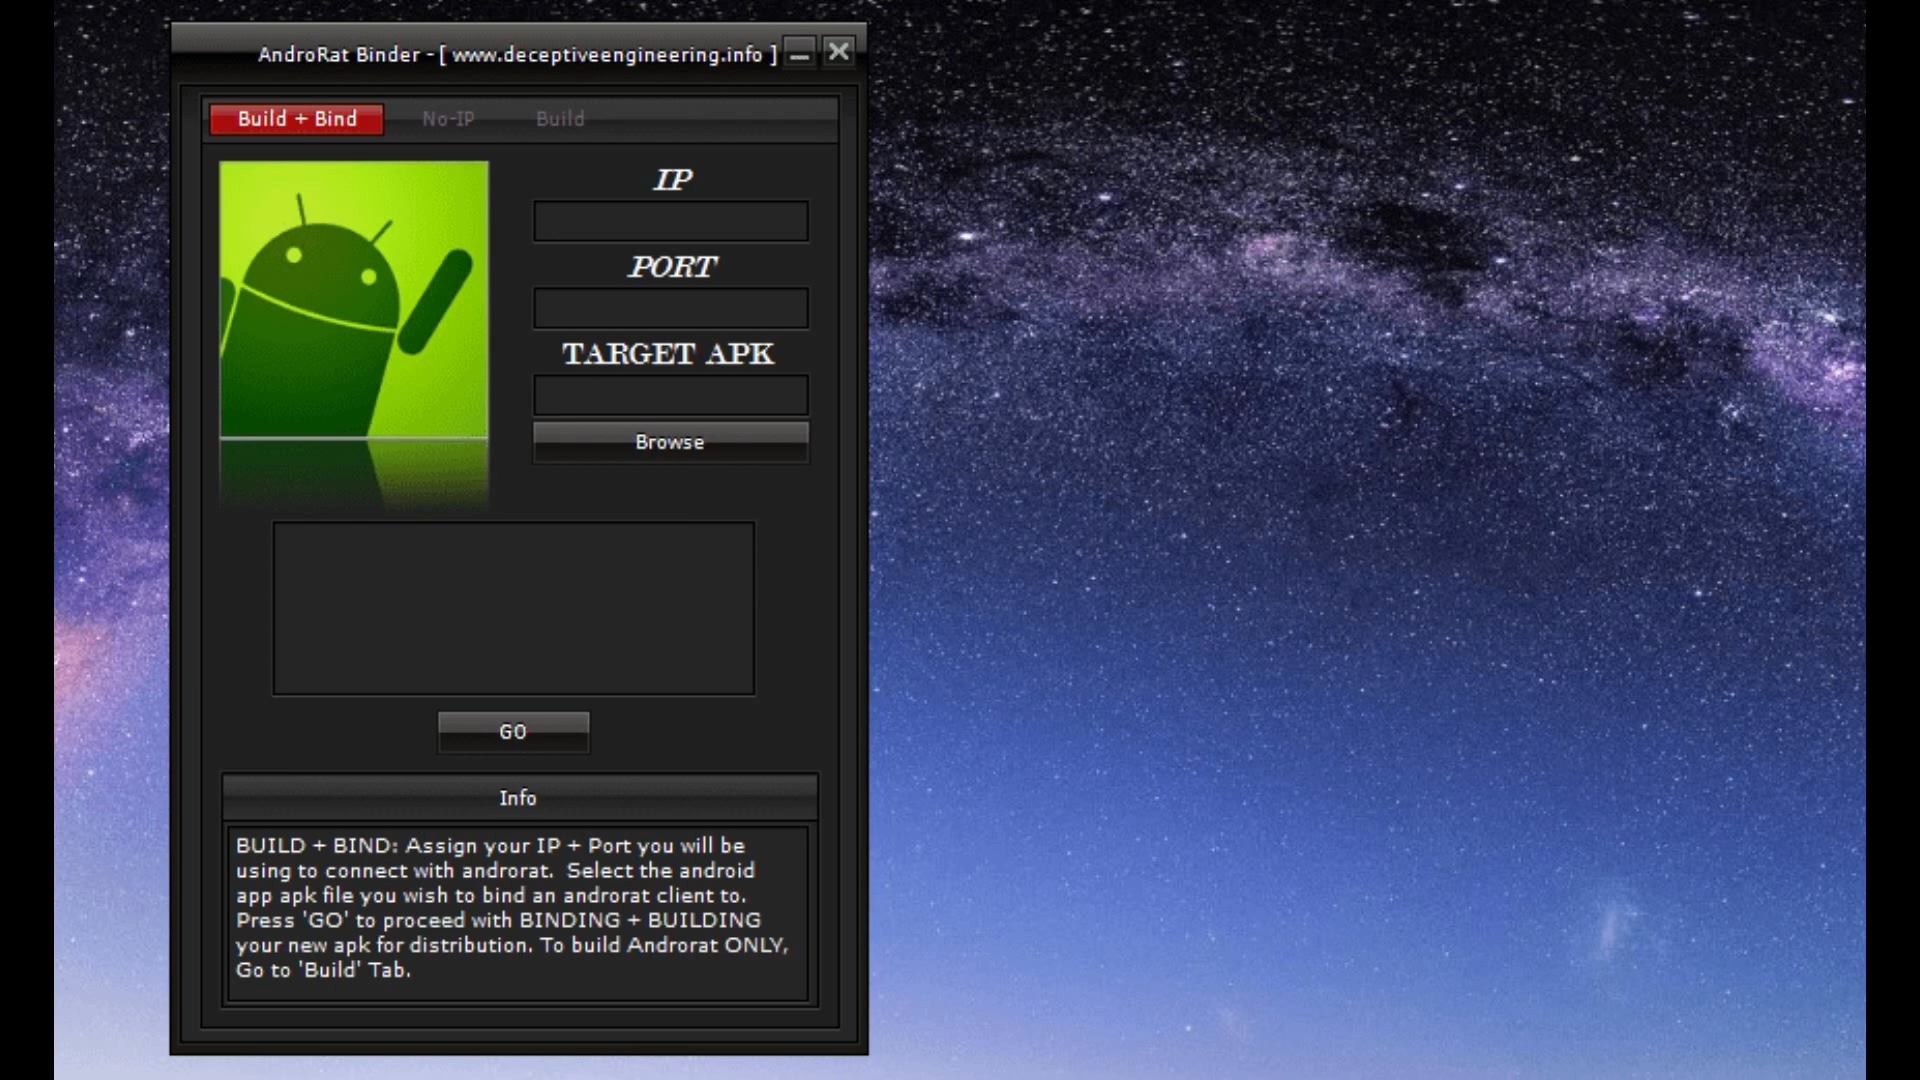 AndroRat Binder - [ www.deceptiveengineering.info ]
Build + Bind No-IP Build
IP
PORT
TARGET APK
Browse
GO
Info
BUILD + BIND: Assign your IP + Port you will be
using to connect with androrat. Select the android
app apk file you wish to bind an androrat client to.
Press 'GO' to proceed with BINDING + BUILDING
your new apk for distribution. To build Androrat ONLY,
Go to 'Build' Tab.